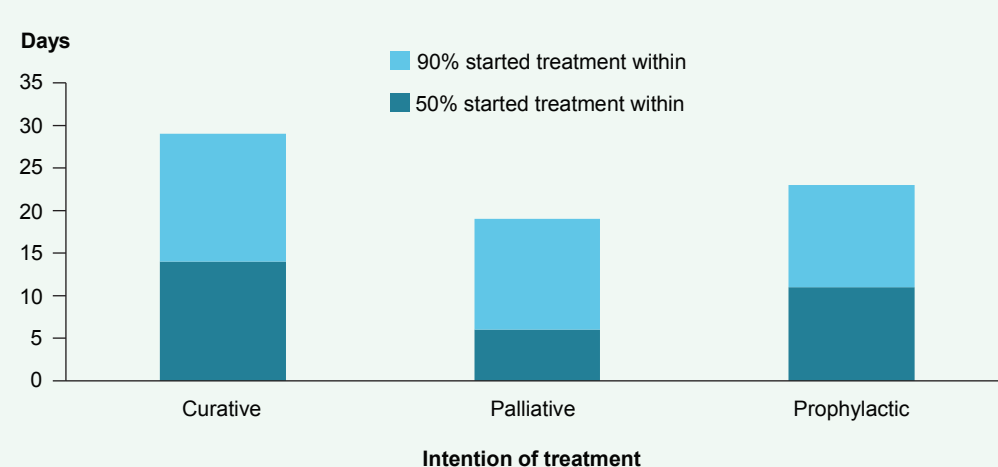 Days
90% started treatment within
50% started treatment within
35
30
25
20
15
10
5
0
Curative Palliative Prophylactic
Intention of treatment